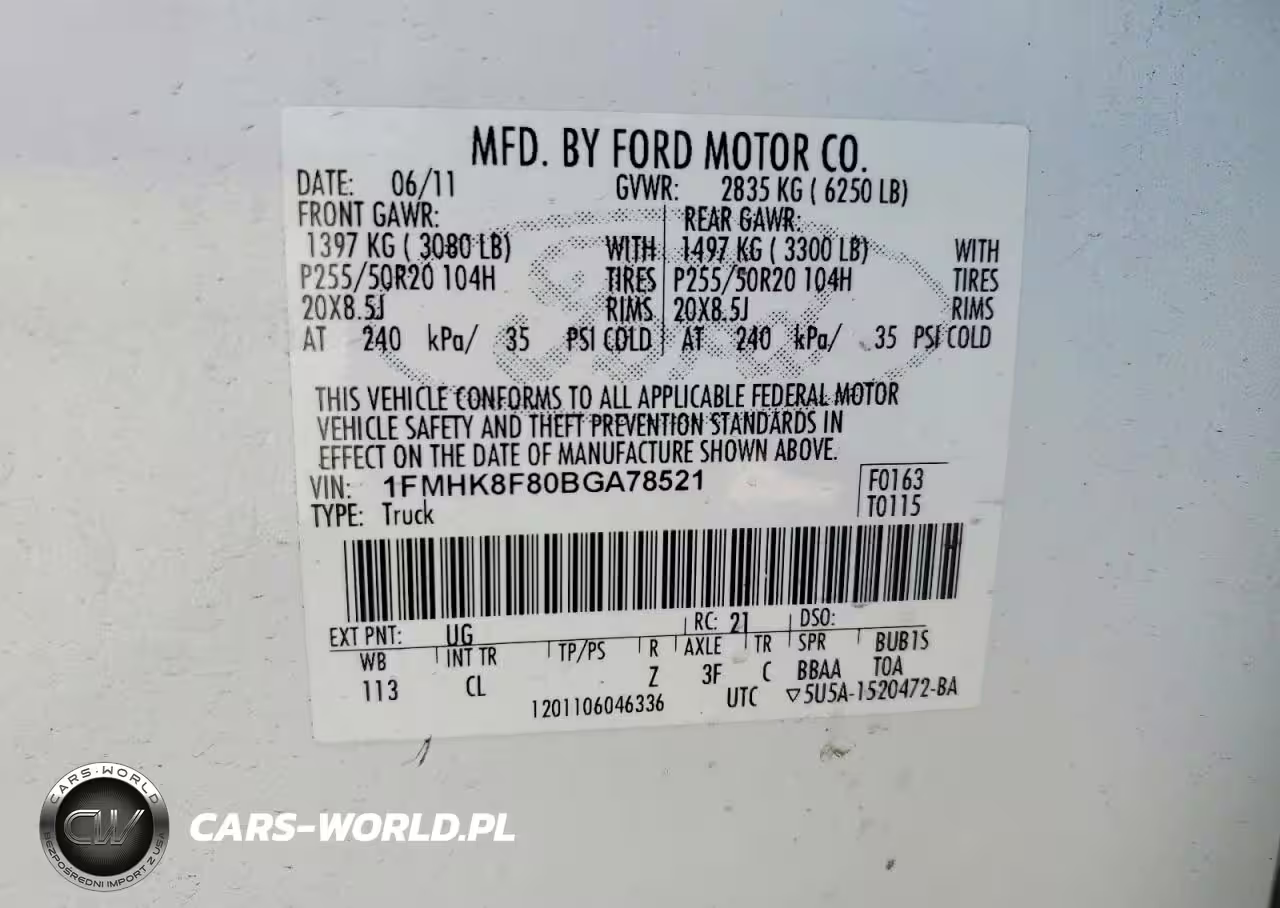 MFD. BY FORD MOTOR CO.
DATE: 06/11 GVWR: 2835 KG ( 6250 LB)
FRONT GAWR: REAR GAWR:
1397 KG ( 3080 LB) WITH 1497 KG ( 3300 LB) WITH
P255/50R20 104H TIRES P255/50R20 104H TIRES
20X8.5J RIMS 20X8.5J RIMS
AT 240 kPa/ 35 PSI COLD AT 240 kPa/ 35 PSI COLD
Ford
THIS VEHICLE CONFORMS TO ALL APPLICABLE FEDERAL MOTOR
VEHICLE SAFETY AND THEFT PREVENTION STANDARDS IN
EFFECT ON THE DATE OF MANUFACTURE SHOWN ABOVE.
VIN: 1FMHK8F80BGA78521 F0163
TYPE: Truck T0115
EXT PNT: UG RC: 21 DSO:
WB INT TR TP/PS R AXLE TR SPR BUB1S
113 CL Z 3F C BBAA T0A
1201106046336 UTC ▽5U5A-1520472-BA
CARS-WORLD
CW
BEZPOŚREDNI IMPORT Z USA
CARS-WORLD.PL